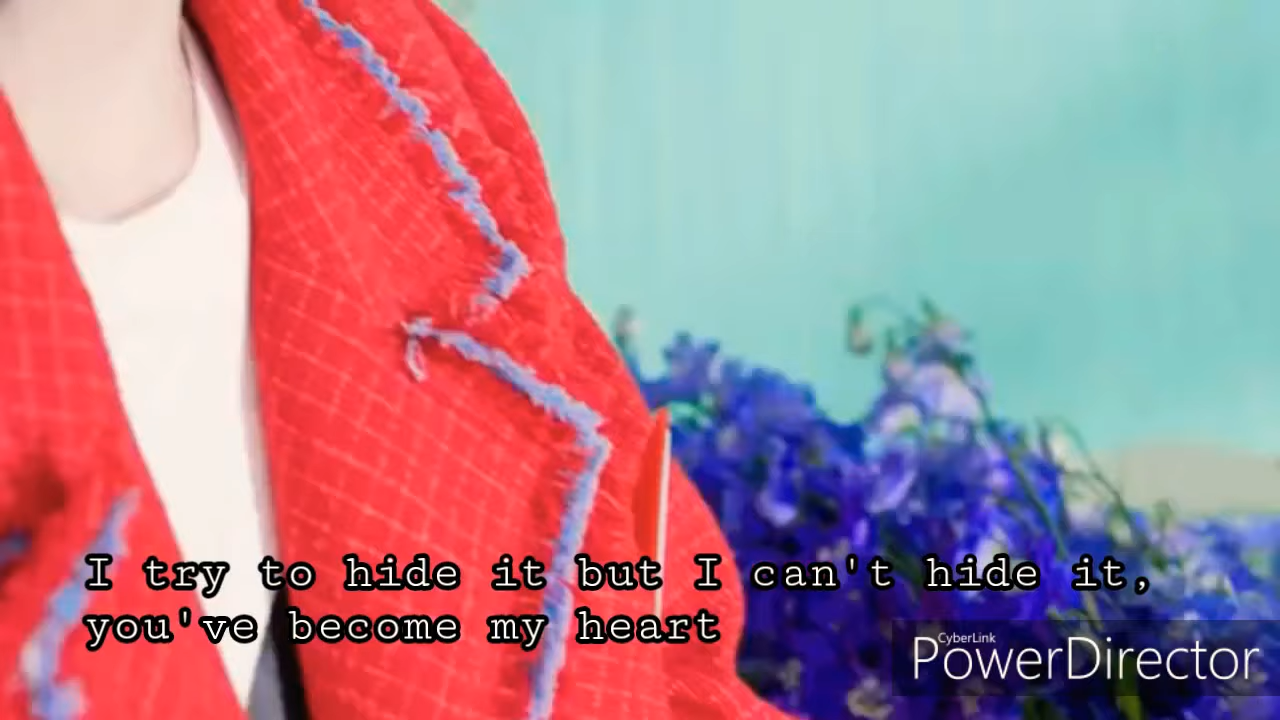 I try to hide it but I can't hide it,
you've become my heart
CyberLink
PowerDirector